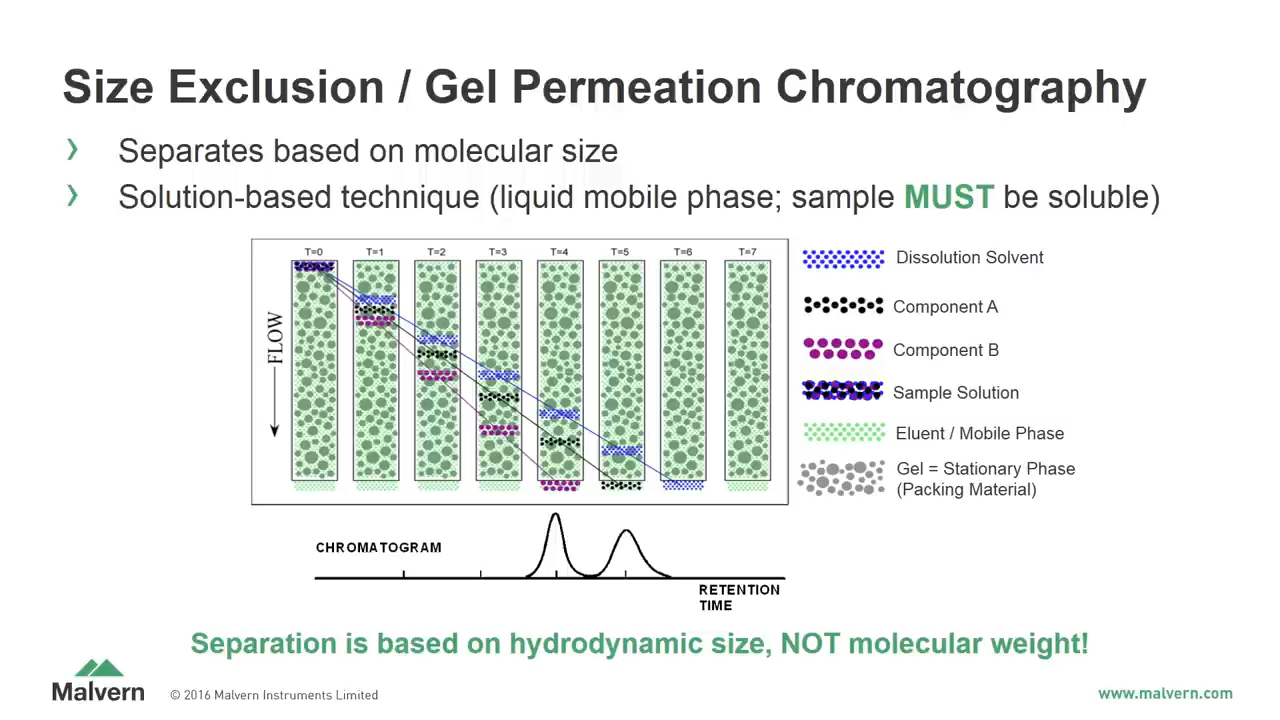 Size Exclusion / Gel Permeation Chromatography
› Separates based on molecular size
› Solution-based technique (liquid mobile phase; sample MUST be soluble)
T=0 T=1 T=2 T=3 T=4 T=5 T=6 T=7
FLOW
Dissolution Solvent
Component A
Component B
Sample Solution
Eluent / Mobile Phase
Gel = Stationary Phase
(Packing Material)
CHROMATOGRAM
RETENTION
TIME
Separation is based on hydrodynamic size, NOT molecular weight!
Malvern
© 2016 Malvern Instruments Limited
www.malvern.com